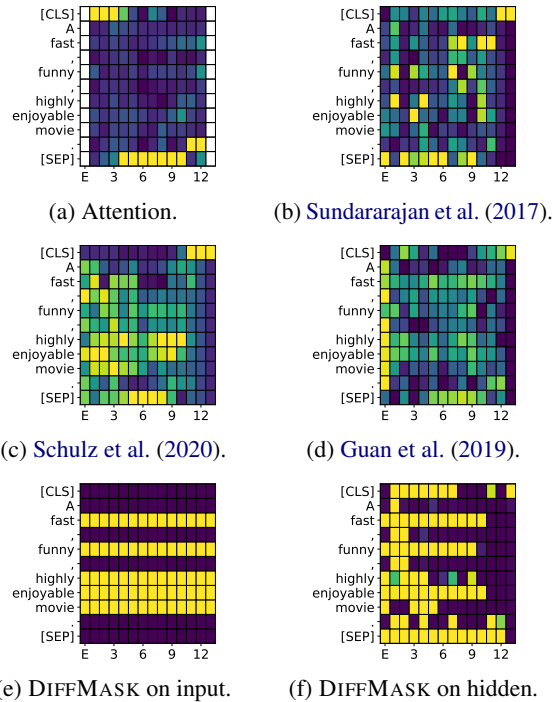 [CLS]
A
fast
,
funny
,
highly
enjoyable
movie
.
[SEP]
E 3 6 9 12
(a) Attention.
[CLS]
A
fast
,
funny
,
highly
enjoyable
movie
.
[SEP]
E 3 6 9 12
(b) Sundararajan et al. (2017).
[CLS]
A
fast
,
funny
,
highly
enjoyable
movie
.
[SEP]
E 3 6 9 12
(c) Schulz et al. (2020).
[CLS]
A
fast
,
funny
,
highly
enjoyable
movie
.
[SEP]
E 3 6 9 12
(d) Guan et al. (2019).
[CLS]
A
fast
,
funny
,
highly
enjoyable
movie
.
[SEP]
E 3 6 9 12
(e) DIFFMASK on input.
[CLS]
A
fast
,
funny
,
highly
enjoyable
movie
.
[SEP]
E 3 6 9 12
(f) DIFFMASK on hidden.